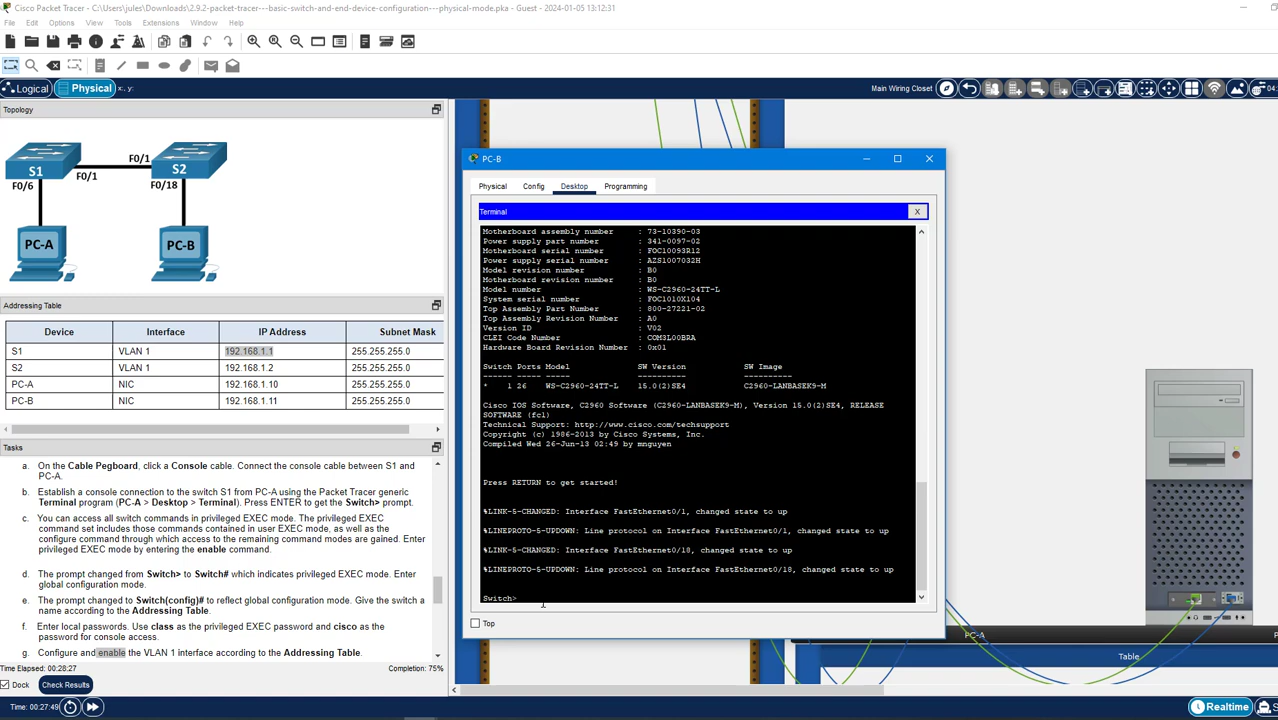 Cisco Packet Tracer - C:\Users\jules\Downloads\2.9.2-packet-tracer---basic-switch-and-end-device-configuration---physical-mode.pka - Guest - 2024-01-05 13:12:31
File Edit Options View Tools Extensions Window Help
Logical Physical x:, y: Main Wiring Closet 04:
Topology
F0/1
S1 S2
F0/6 F0/1 F0/18
PC-A PC-B
Addressing Table
Device Interface IP Address Subnet Mask
S1 VLAN 1 192.168.1.1 255.255.255.0
S2 VLAN 1 192.168.1.2 255.255.255.0
PC-A NIC 192.168.1.10 255.255.255.0
PC-B NIC 192.168.1.11 255.255.255.0
Tasks
a. On the Cable Pegboard, click a Console cable. Connect the console cable between S1 and
PC-A.
b. Establish a console connection to the switch S1 from PC-A using the Packet Tracer generic
Terminal program (PC-A > Desktop > Terminal). Press ENTER to get the Switch> prompt.
c. You can access all switch commands in privileged EXEC mode. The privileged EXEC
command set includes those commands contained in user EXEC mode, as well as the
configure command through which access to the remaining command modes are gained. Enter
privileged EXEC mode by entering the enable command.
d. The prompt changed from Switch> to Switch# which indicates privileged EXEC mode. Enter
global configuration mode.
e. The prompt changed to Switch(config)# to reflect global configuration mode. Give the switch a
name according to the Addressing Table.
f. Enter local passwords. Use class as the privileged EXEC password and cisco as the
password for console access.
g. Configure and enable the VLAN 1 interface according to the Addressing Table.
Time Elapsed: 00:28:27 Completion: 75%
Dock Check Results
Time: 00:27:49
PC-B
Physical Config Desktop Programming
Terminal X
Motherboard assembly number : 73-10390-03
Power supply part number : 341-0097-02
Motherboard serial number : FOC10093R12
Power supply serial number : AZS1007032H
Model revision number : B0
Motherboard revision number : B0
Model number : WS-C2960-24TT-L
System serial number : FOC1010X104
Top Assembly Part Number : 800-27221-02
Top Assembly Revision Number : A0
Version ID : V02
CLEI Code Number : COM3L00BRA
Hardware Board Revision Number : 0x01
Switch Ports Model SW Version SW Image
------ ----- ----- ---------- ----------
* 1 26 WS-C2960-24TT-L 15.0(2)SE4 C2960-LANBASEK9-M
Cisco IOS Software, C2960 Software (C2960-LANBASEK9-M), Version 15.0(2)SE4, RELEASE
SOFTWARE (fc1)
Technical Support: http://www.cisco.com/techsupport
Copyright (c) 1986-2013 by Cisco Systems, Inc.
Compiled Wed 26-Jun-13 02:49 by mnguyen
Press RETURN to get started!
%LINK-5-CHANGED: Interface FastEthernet0/1, changed state to up
%LINEPROTO-5-UPDOWN: Line protocol on Interface FastEthernet0/1, changed state to up
%LINK-5-CHANGED: Interface FastEthernet0/18, changed state to up
%LINEPROTO-5-UPDOWN: Line protocol on Interface FastEthernet0/18, changed state to up
Switch>
Top
PC-A
Table
Realtime